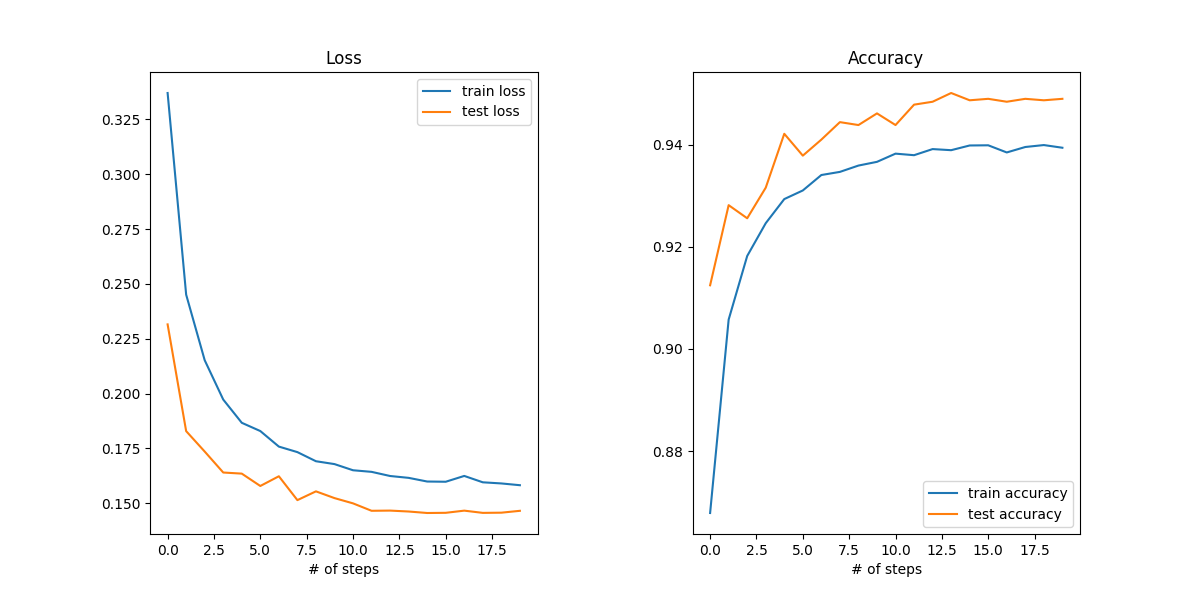 Loss
train loss
test loss
0.325
0.300
0.275
0.250
0.225
0.200
0.175
0.150
0.0 2.5 5.0 7.5 10.0 12.5 15.0 17.5
# of steps
Accuracy
0.94
0.92
0.90
0.88
train accuracy
test accuracy
0.0 2.5 5.0 7.5 10.0 12.5 15.0 17.5
# of steps